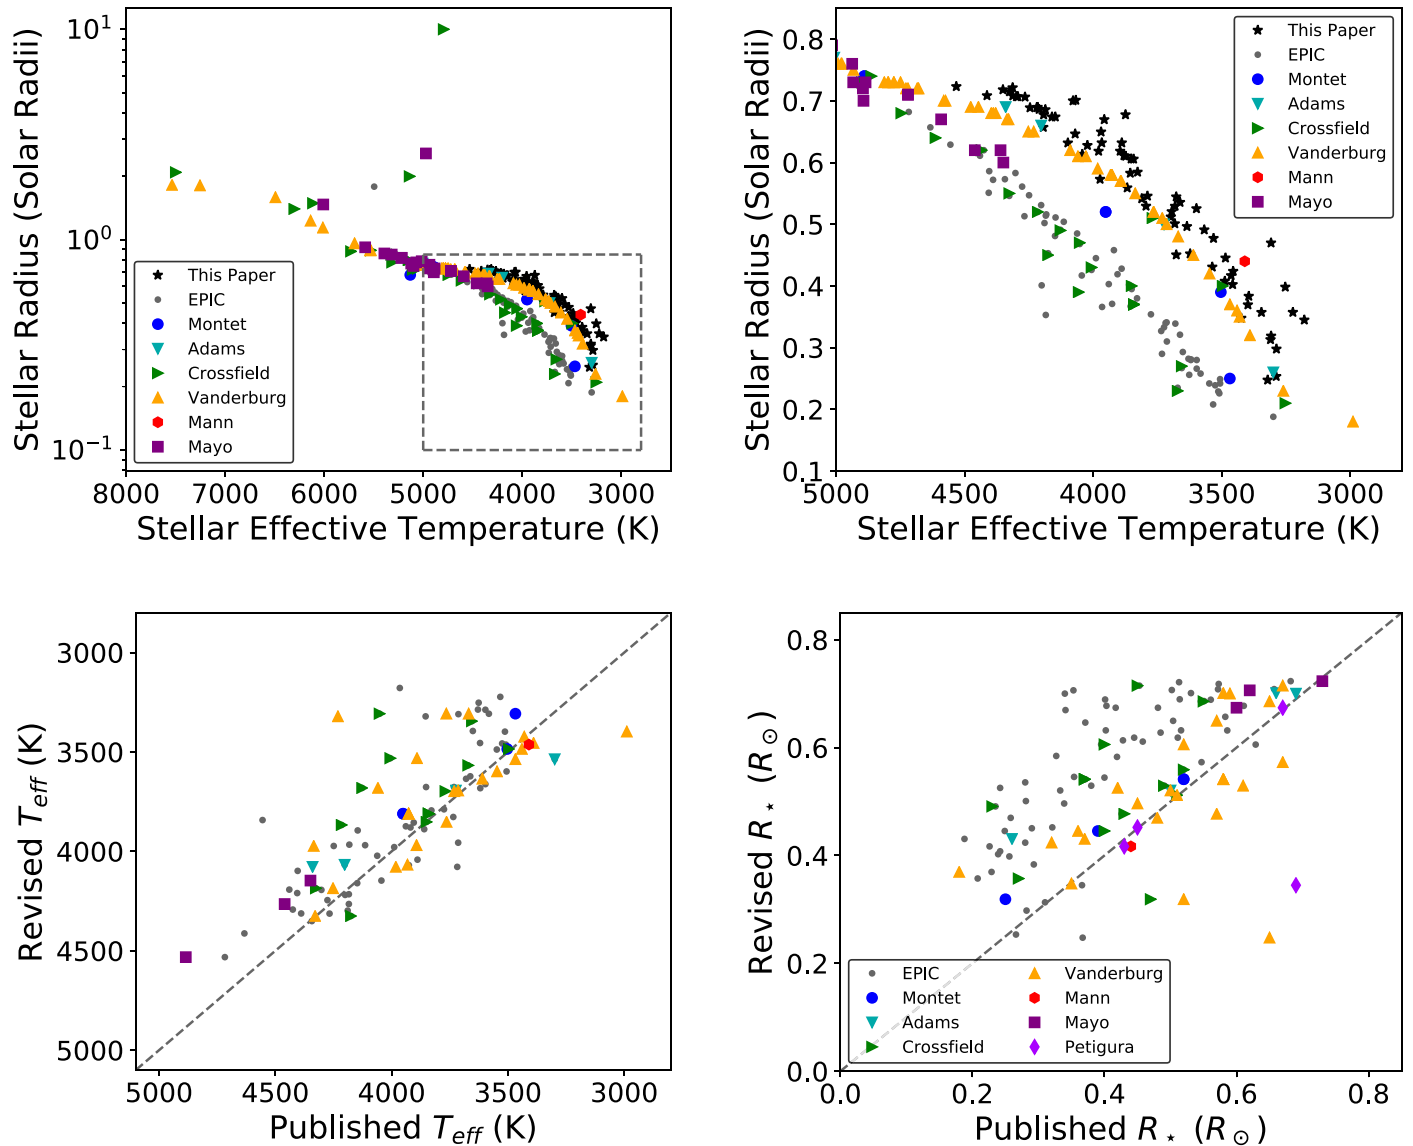 Stellar Radius (Solar Radii)
10¹
10⁰
10⁻¹
This Paper
EPIC
Montet
Adams
Crossfield
Vanderburg
Mann
Mayo
8000 7000 6000 5000 4000 3000
Stellar Effective Temperature (K)
Stellar Radius (Solar Radii)
0.8
0.7
0.6
0.5
0.4
0.3
0.2
0.1
This Paper
EPIC
Montet
Adams
Crossfield
Vanderburg
Mann
Mayo
5000 4500 4000 3500 3000
Stellar Effective Temperature (K)
Revised T_eff (K)
3000
3500
4000
4500
5000
5000 4500 4000 3500 3000
Published T_eff (K)
Revised R⋆ (R⊙)
0.8
0.6
0.4
0.2
0.0
EPIC Vanderburg
Montet Mann
Adams Mayo
Crossfield Petigura
0.0 0.2 0.4 0.6 0.8
Published R⋆ (R⊙)